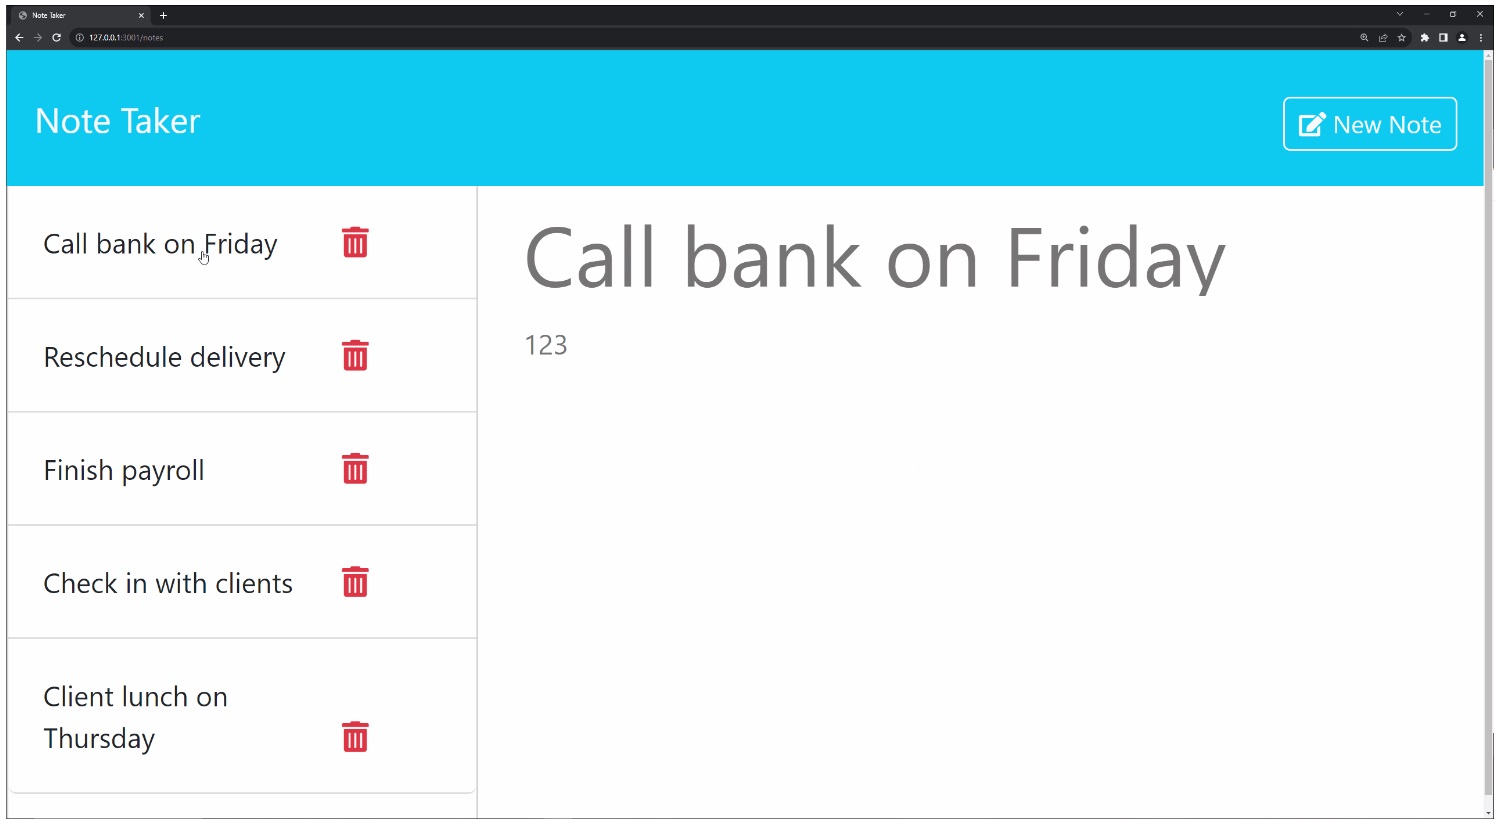 Note Taker
127.0.0.1:3001/notes
Note Taker
New Note
Call bank on Friday
Reschedule delivery
Finish payroll
Check in with clients
Client lunch on
Thursday
Call bank on Friday
123